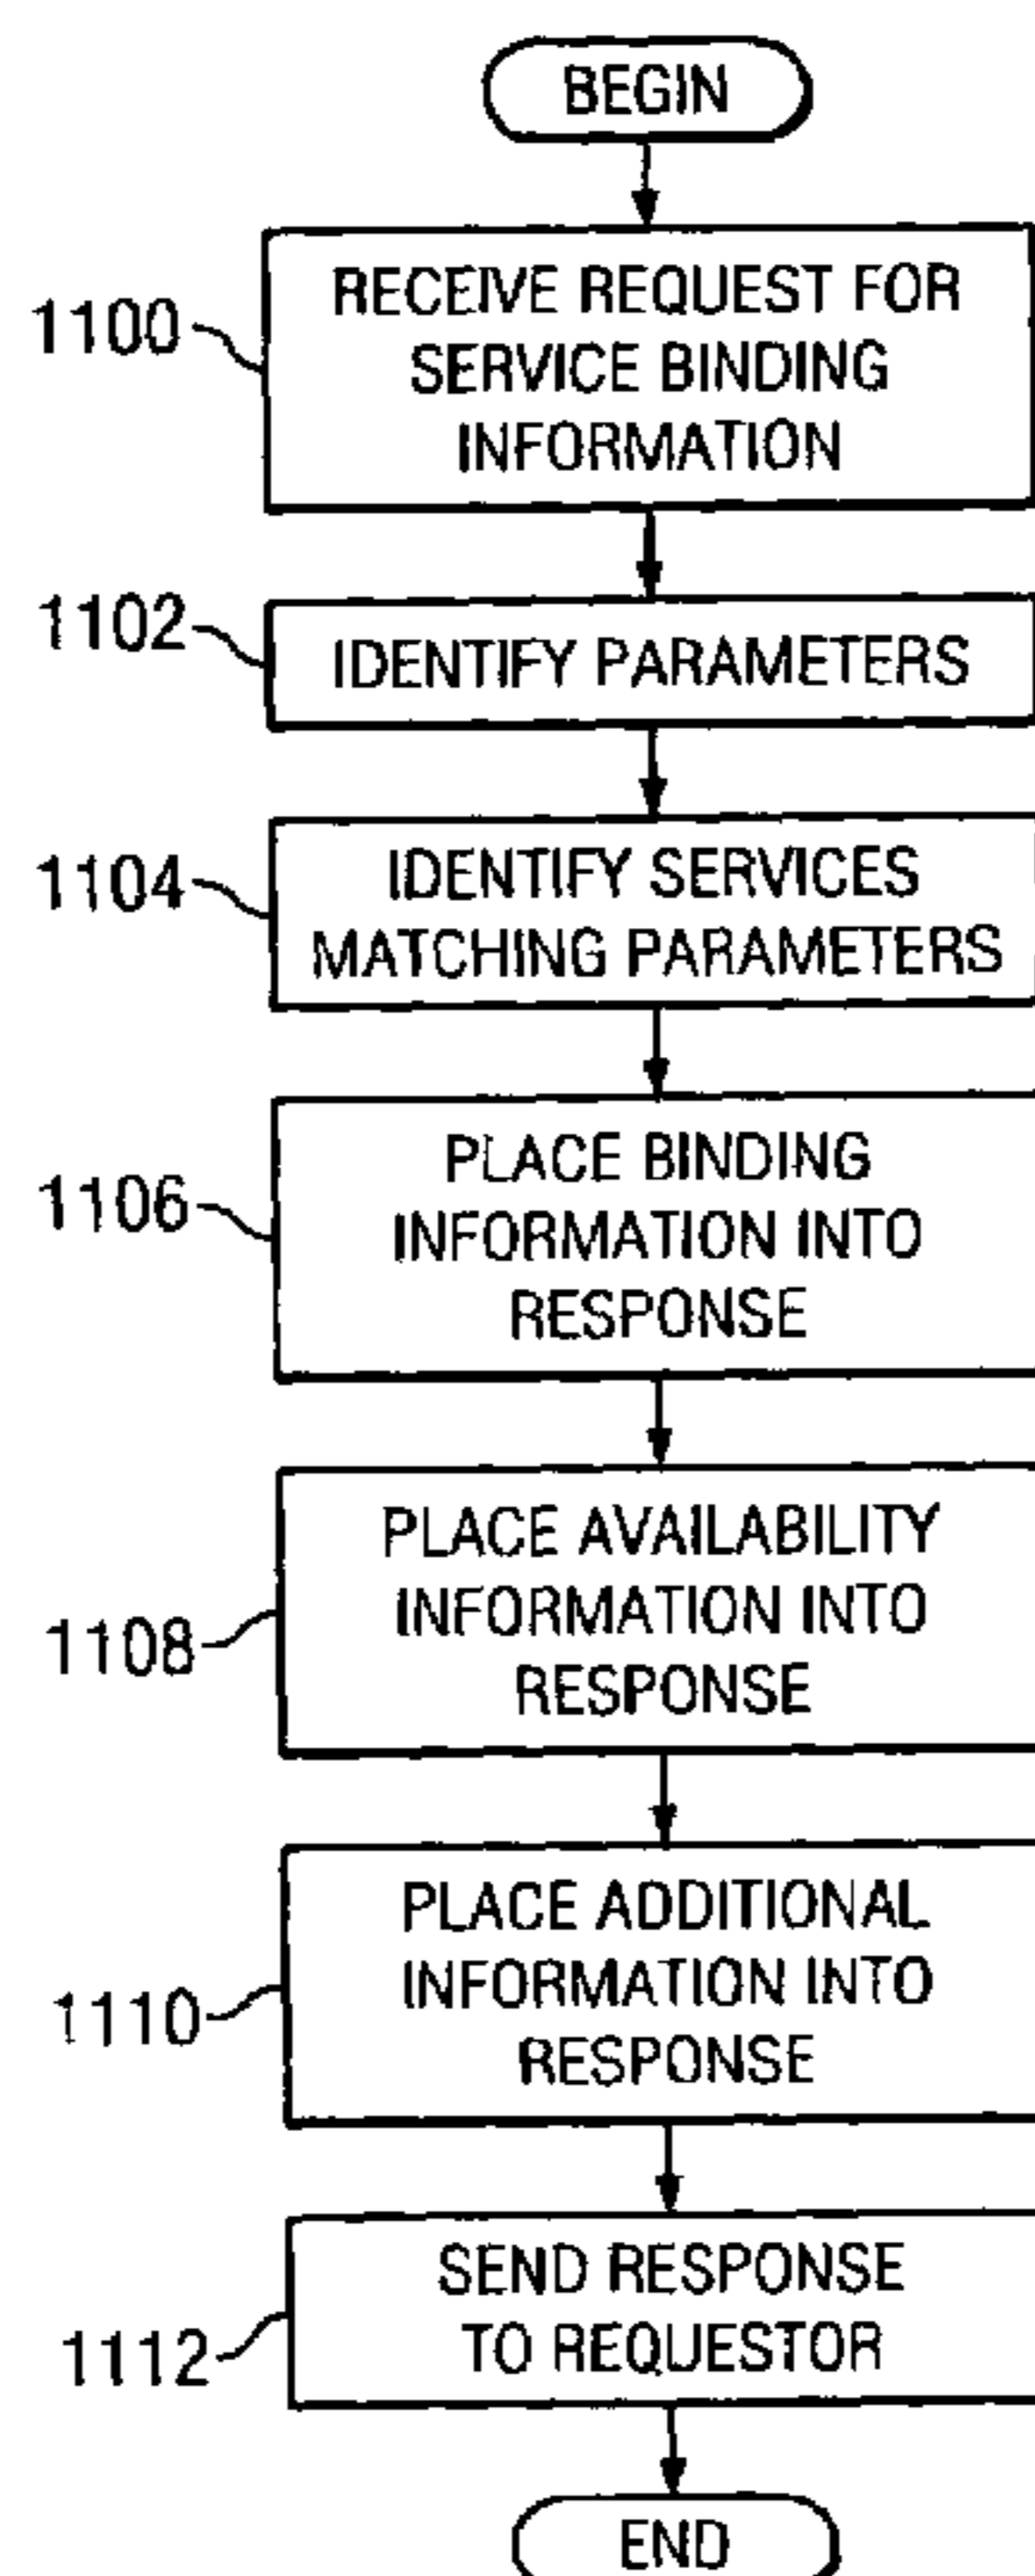 BEGIN
1100
RECEIVE REQUEST FOR
SERVICE BINDING
INFORMATION
1102
IDENTIFY PARAMETERS
1104
IDENTIFY SERVICES
MATCHING PARAMETERS
1106
PLACE BINDING
INFORMATION INTO
RESPONSE
1108
PLACE AVAILABILITY
INFORMATION INTO
RESPONSE
1110
PLACE ADDITIONAL
INFORMATION INTO
RESPONSE
1112
SEND RESPONSE
TO REQUESTOR
END